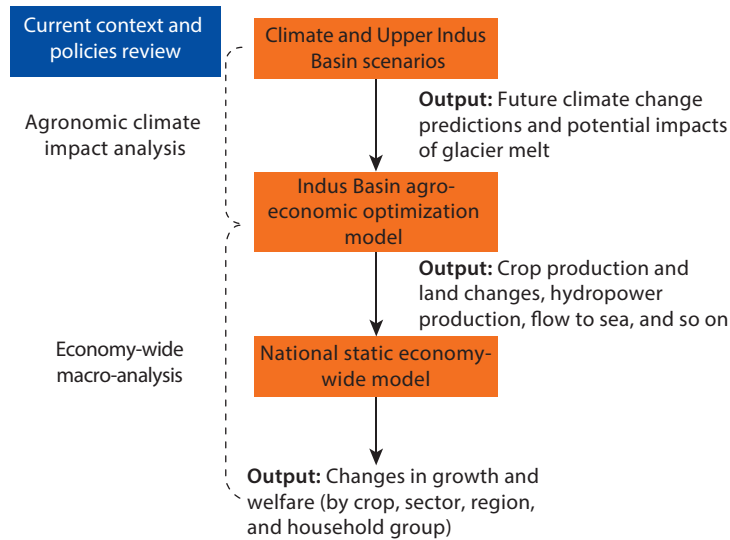 Current context and
policies review
Climate and Upper Indus
Basin scenarios
Output: Future climate change
predictions and potential impacts
of glacier melt
Agronomic climate
impact analysis
Indus Basin agro-
economic optimization
model
Output: Crop production and
land changes, hydropower
production, flow to sea, and so on
Economy-wide
macro-analysis
National static economy-
wide model
Output: Changes in growth and
welfare (by crop, sector, region,
and household group)